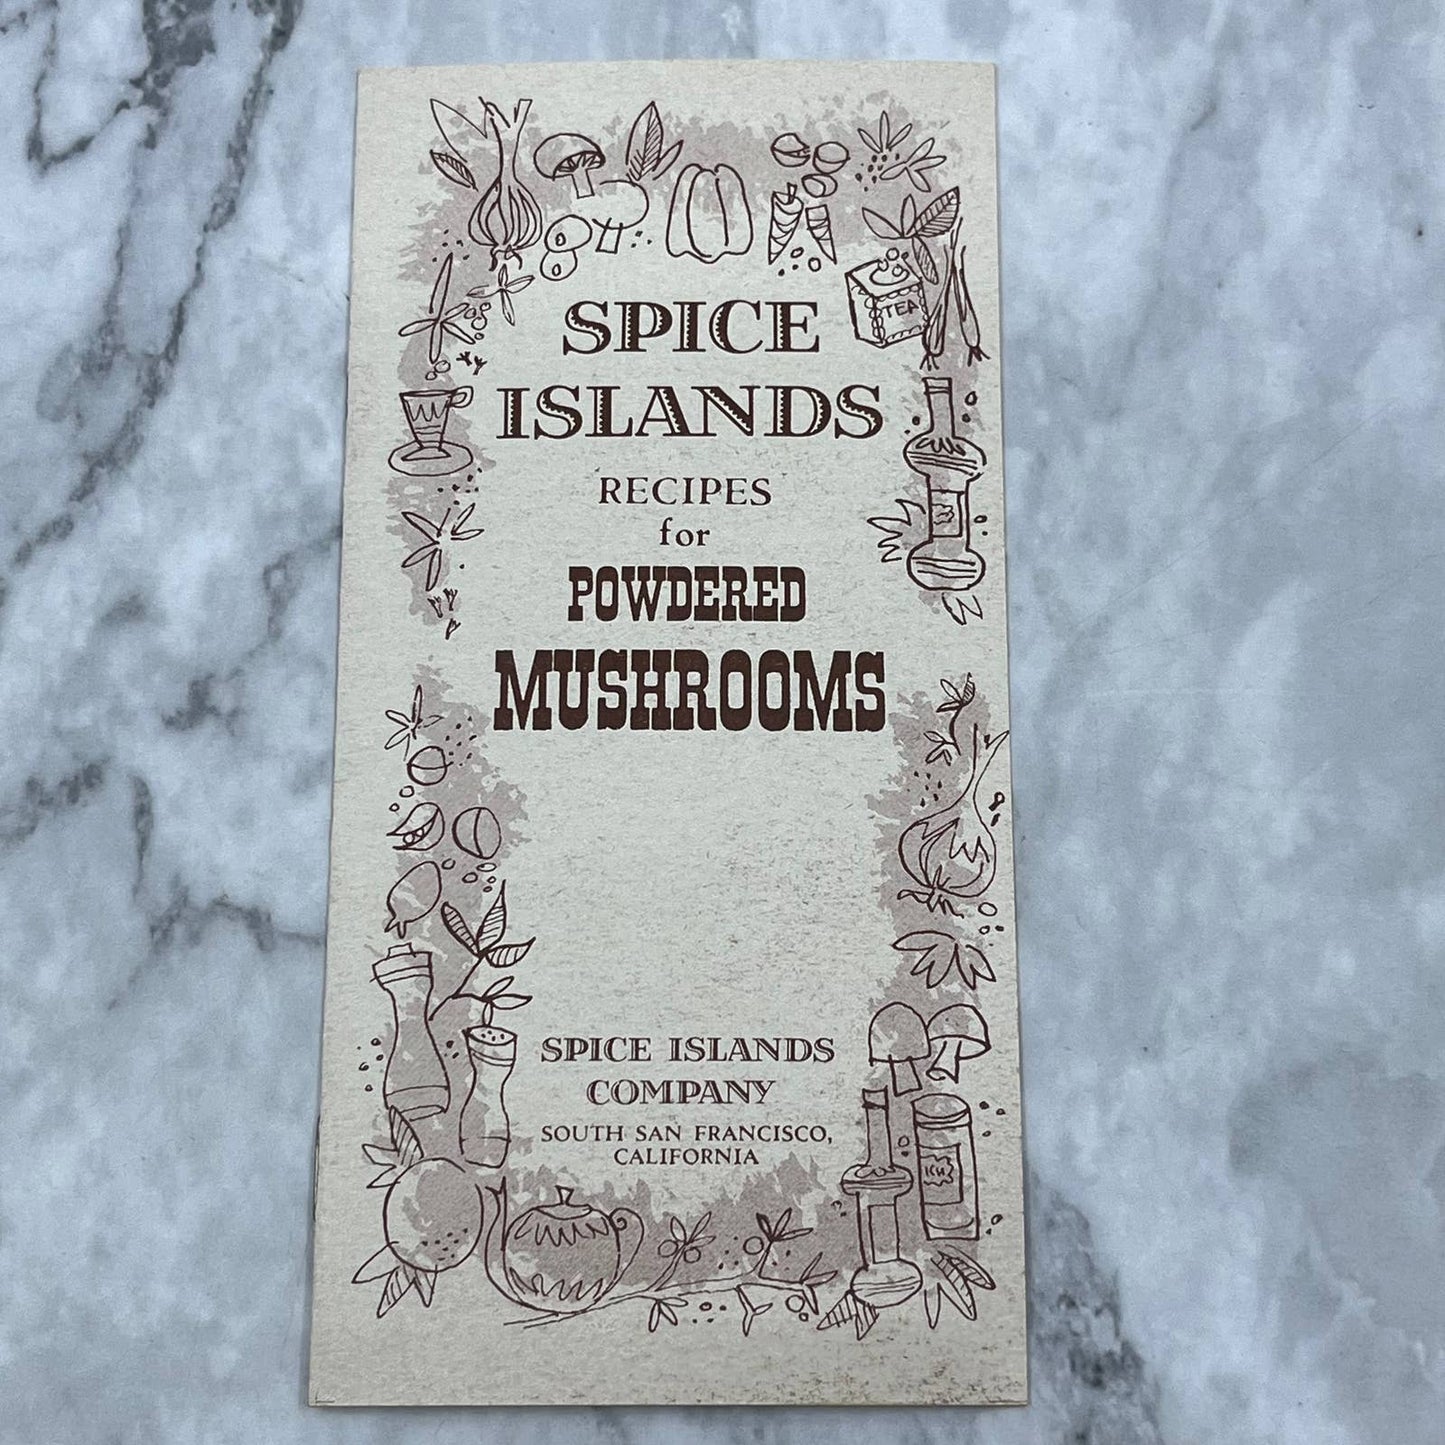 SPICE
ISLANDS
RECIPES
for
POWDERED
MUSHROOMS
TEA
SPICE ISLANDS
COMPANY
SOUTH SAN FRANCISCO,
CALIFORNIA